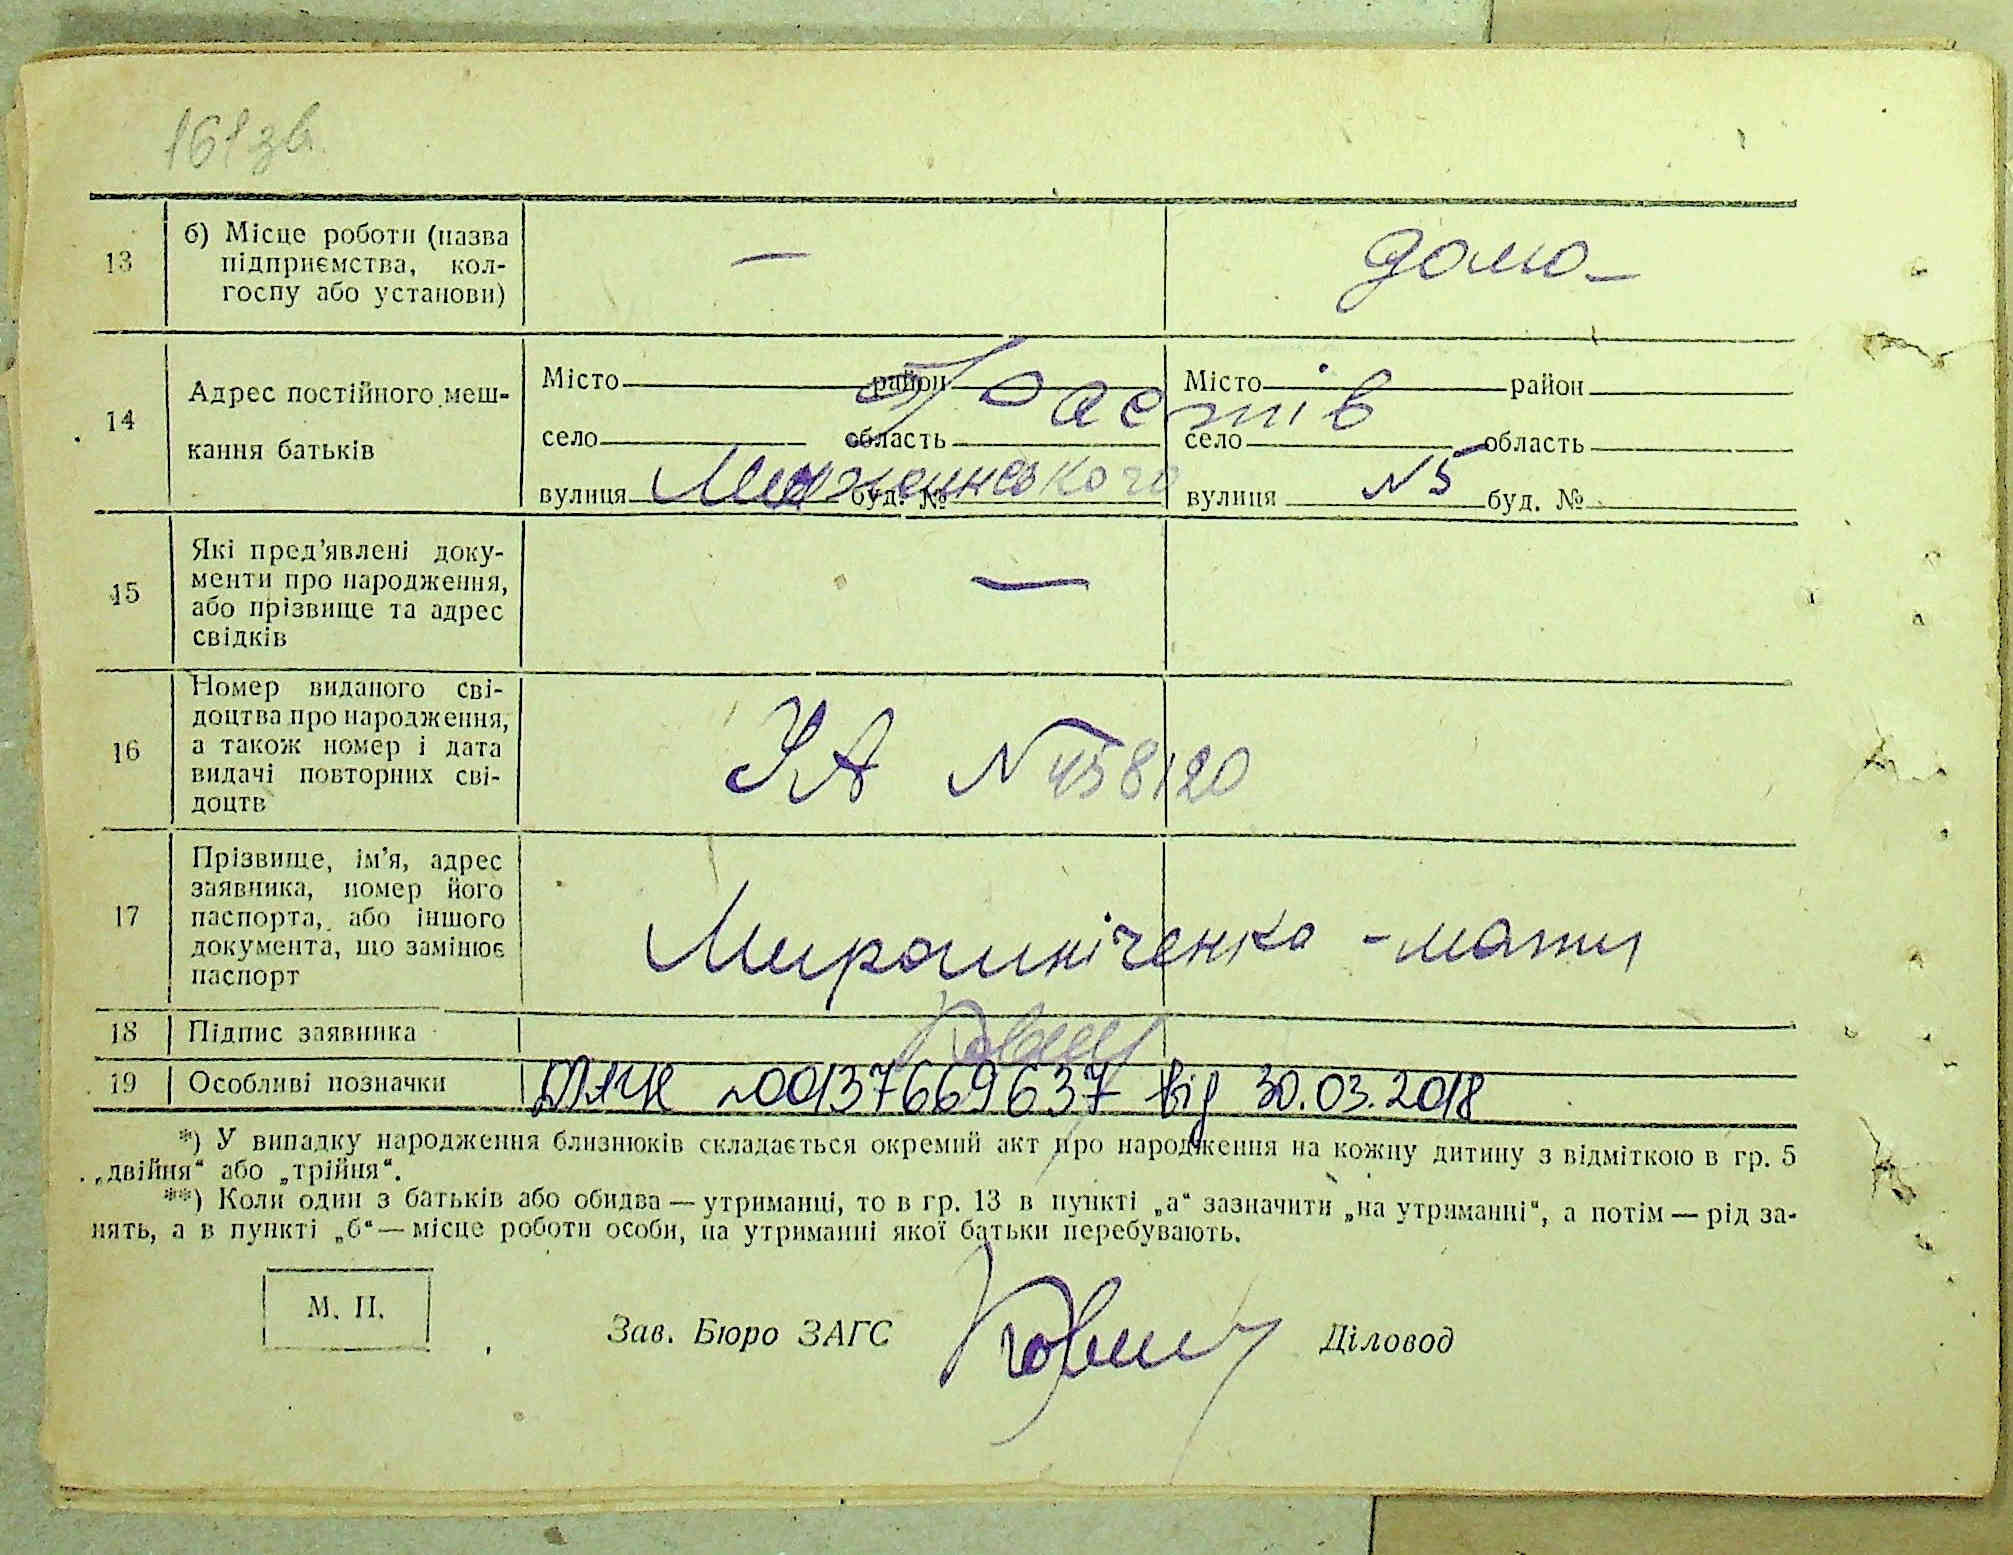 161 зв.
13 б) Місце роботи (назва — домо-
підприємства, кол-
госпу або установи)
14 Адрес постійного меш-
кання батьків
Місто район Місто район
Фастів
село область село область
вулиця Менжинського буд. № вулиця №5 буд. №
15 Які пред'явлені доку-
менти про народження, —
або прізвище та адрес
свідків
16 Номер виданого сві-
доцтва про народження,
а також номер і дата УА №458120
видачі повторних сві-
доцтв
17 Прізвище, ім'я, адрес
заявника, номер його
паспорта, або іншого Мирошніченко - мати
документа, що замінює
паспорт
18 Підпис заявника
19 Особливі позначки 00137669637 від 30.03.2018
*) У випадку народження близнюків складається окремий акт про народження на кожну дитину з відміткою в гр. 5
„двійня“ або „трійня“.
**) Коли один з батьків або обидва — утриманці, то в гр. 13 в пункті „а“ зазначити „на утриманні“, а потім — рід за-
нять, а в пункті „б“ — місце роботи особи, на утриманні якої батьки перебувають.
М. П.
Зав. Бюро ЗАГС Діловод